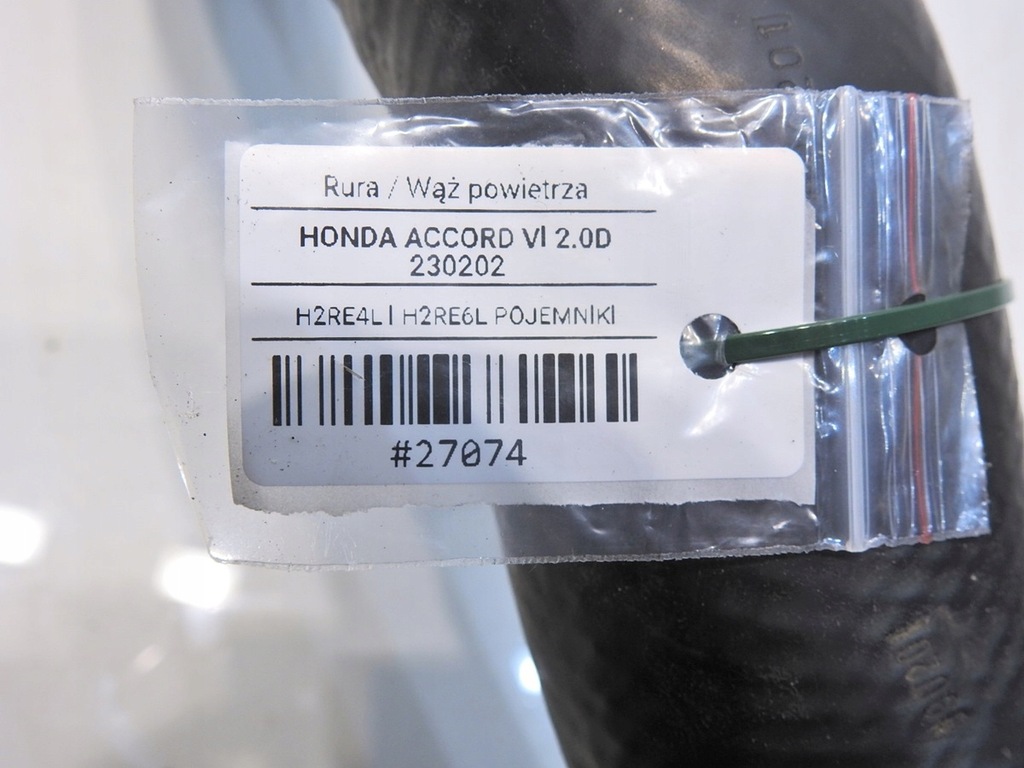 Rura / Wąż powietrza
HONDA ACCORD VI 2.0D
230202
H2RE4L I H2RE6L POJEMNIKI
#27074